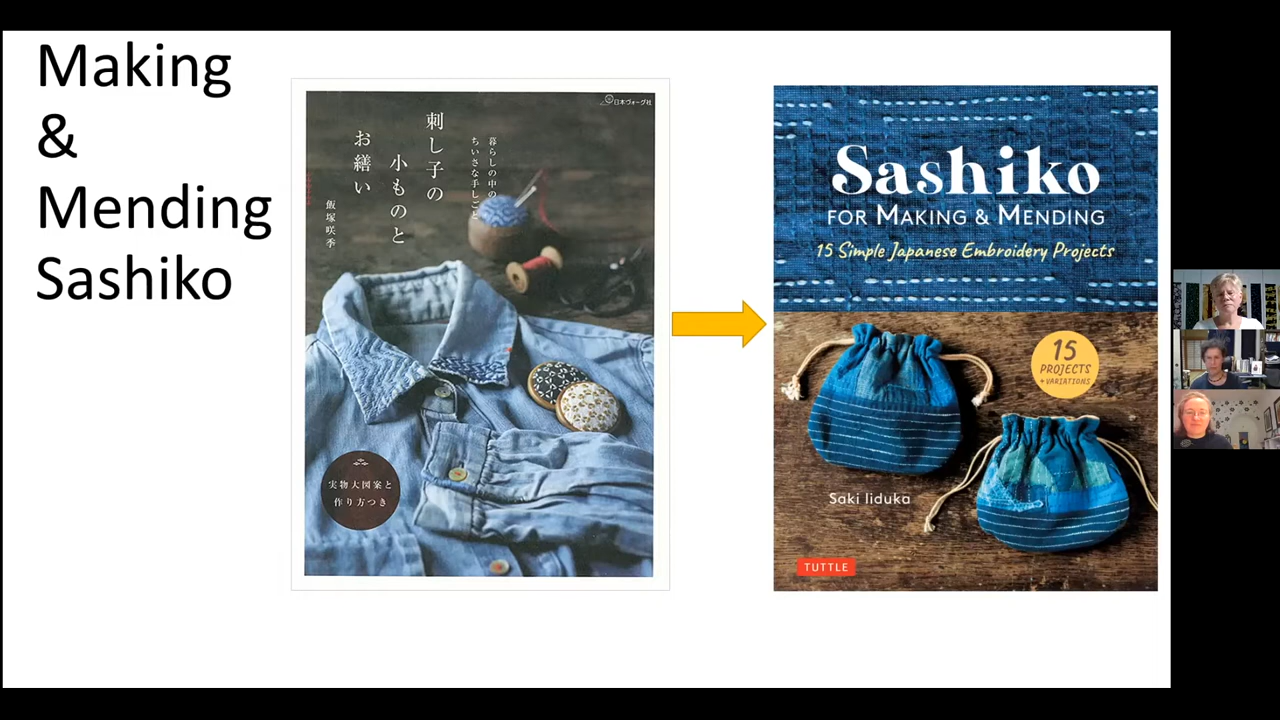 Making
&
Mending
Sashiko
日本ヴォーグ社
暮らしの中の
ちいさな手しごと
刺し子の
小ものと
お繕い
飯塚咲季
実物大図案と
作り方つき
Sashiko
FOR MAKING & MENDING
15 Simple Japanese Embroidery Projects
15
PROJECTS
+ VARIATIONS
Saki Iiduka
TUTTLE